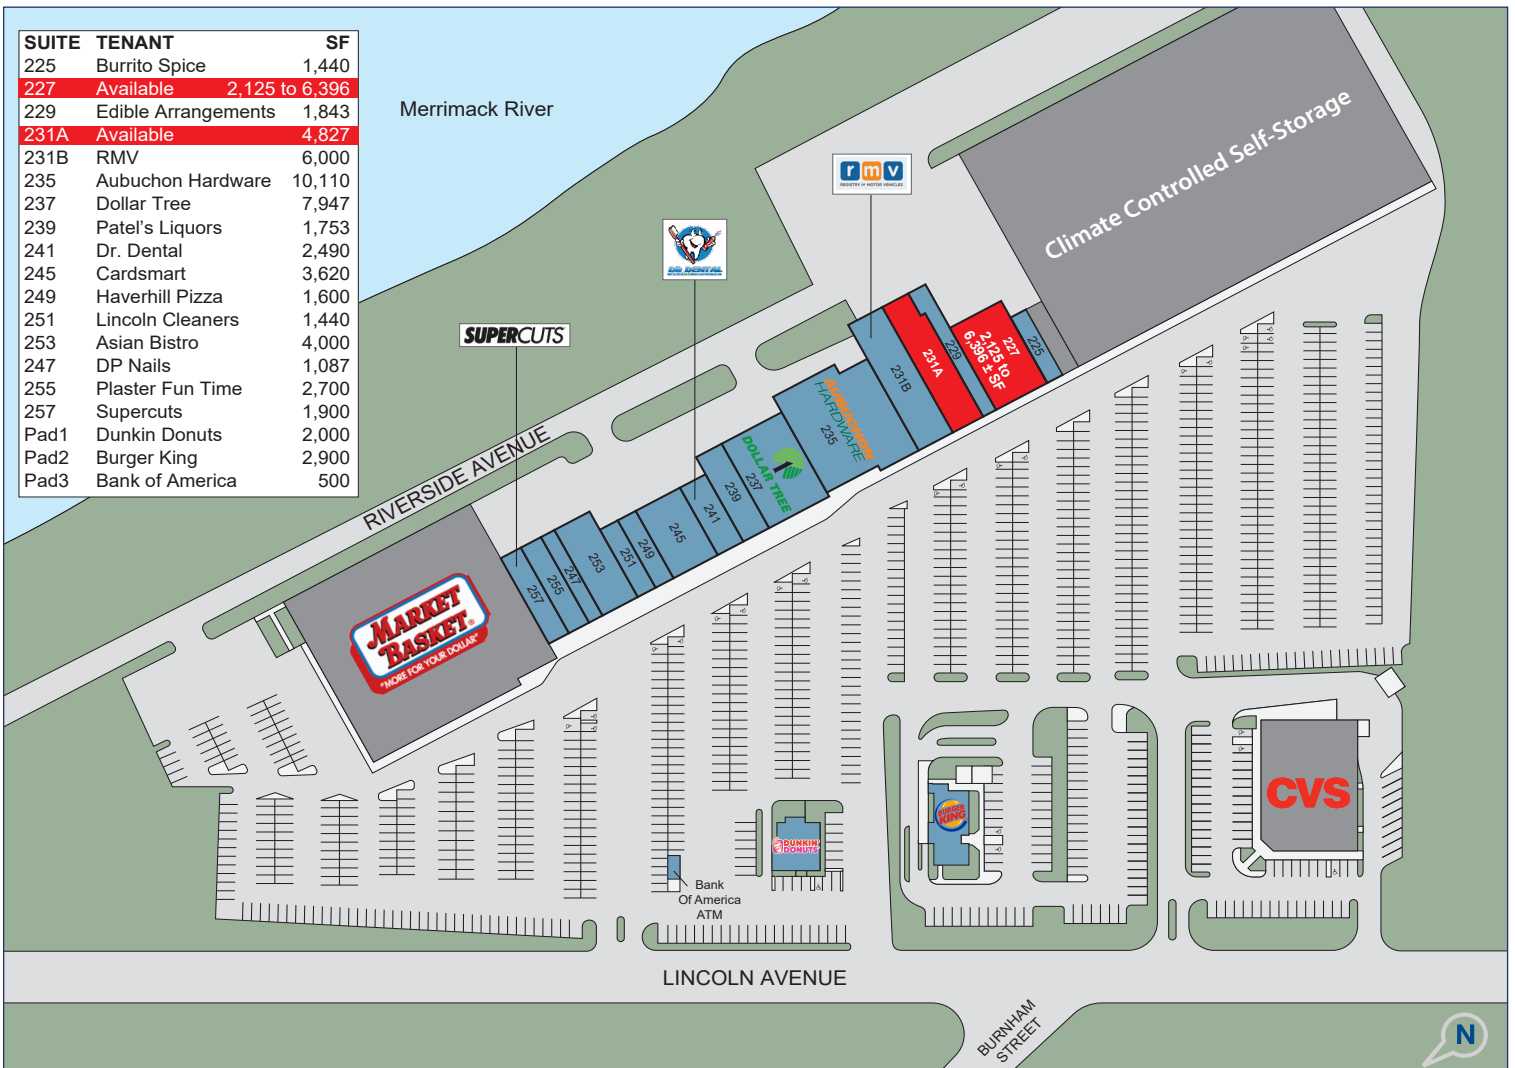 SUITE TENANT SF
225 Burrito Spice 1,440
227 Available 2,125 to 6,396
229 Edible Arrangements 1,843
231A Available 4,827
231B RMV 6,000
235 Aubuchon Hardware 10,110
237 Dollar Tree 7,947
239 Patel's Liquors 1,753
241 Dr. Dental 2,490
245 Cardsmart 3,620
249 Haverhill Pizza 1,600
251 Lincoln Cleaners 1,440
253 Asian Bistro 4,000
247 DP Nails 1,087
255 Plaster Fun Time 2,700
257 Supercuts 1,900
Pad1 Dunkin Donuts 2,000
Pad2 Burger King 2,900
Pad3 Bank of America 500
Merrimack River
Climate Controlled Self-Storage
rmv
REGISTRY OF MOTOR VEHICLES
DR DENTAL
SUPERCUTS
RIVERSIDE AVENUE
225
227
2,125 to
6,396 ± SF
229
231A
231B
AUBUCHON
HARDWARE
235
DOLLAR TREE
237
239
241
245
249
251
253
247
255
257
MARKET
BASKET®
"MORE FOR YOUR DOLLAR"
BURGER
KING
CVS
DUNKIN'
DONUTS
Bank
Of America
ATM
LINCOLN AVENUE
BURNHAM
STREET
N